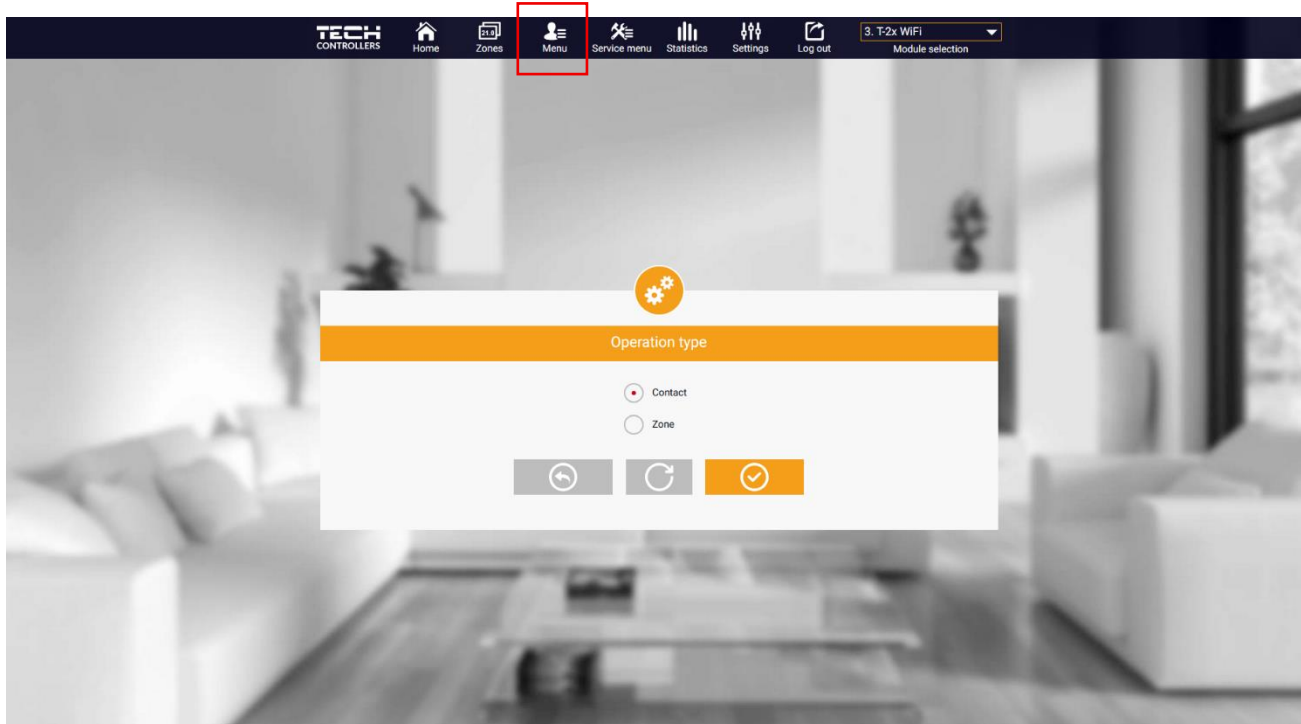 TECH
CONTROLLERS
Home
21.0
Zones
Menu
Service menu
Statistics
Settings
Log out
3. T-2x WiFi
Module selection
Operation type
Contact
Zone